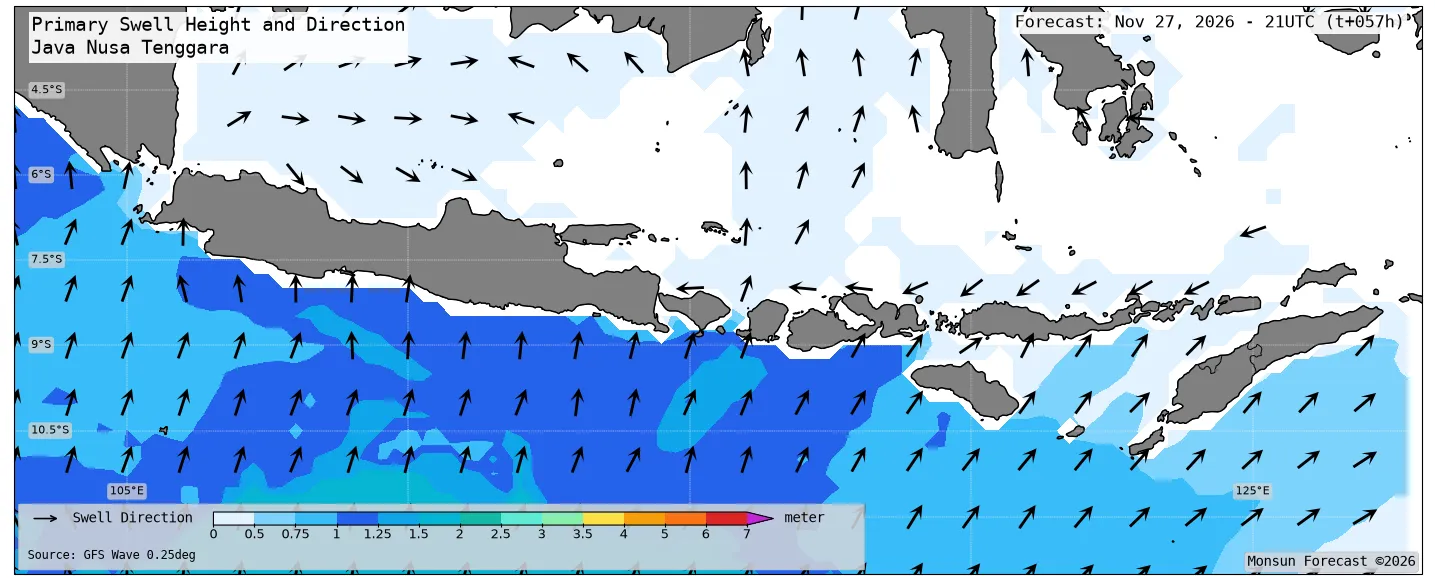 Primary Swell Height and Direction
Java Nusa Tenggara
Forecast: Nov 27, 2026 - 21UTC (t+057h)
4.5°S
6°S
7.5°S
9°S
10.5°S
105°E
125°E
Swell Direction
meter
0 0.5 0.75 1 1.25 1.5 2 2.5 3 3.5 4 5 6 7
Source: GFS Wave 0.25deg
Monsun Forecast ©2026